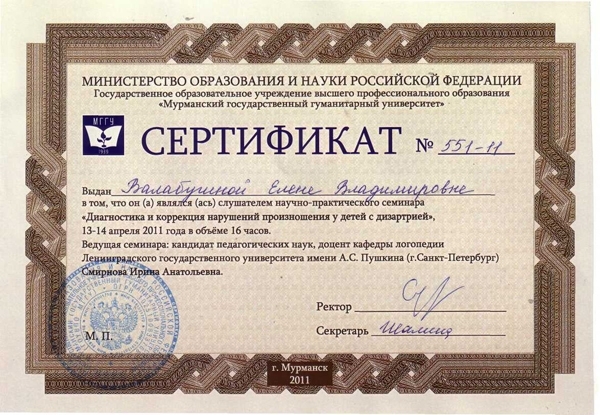 МИНИСТЕРСТВО ОБРАЗОВАНИЯ И НАУКИ РОССИЙСКОЙ ФЕДЕРАЦИИ
Государственное образовательное учреждение высшего профессионального образования
«Мурманский государственный гуманитарный университет»
МГГУ
СЕРТИФИКАТ № 551-11
Выдан Валабушной Елене Владимировне
в том, что он (а) являлся (ась) слушателем научно-практического семинара
«Диагностика и коррекция нарушений произношения у детей с дизартрией»,
13-14 апреля 2011 года в объёме 16 часов.
Ведущая семинара: кандидат педагогических наук, доцент кафедры логопедии
Ленинградского государственного университета имени А.С. Пушкина (г.Санкт-Петербург)
Смирнова Ирина Анатольевна.
Ректор
М. П.
Секретарь
г. Мурманск
2011